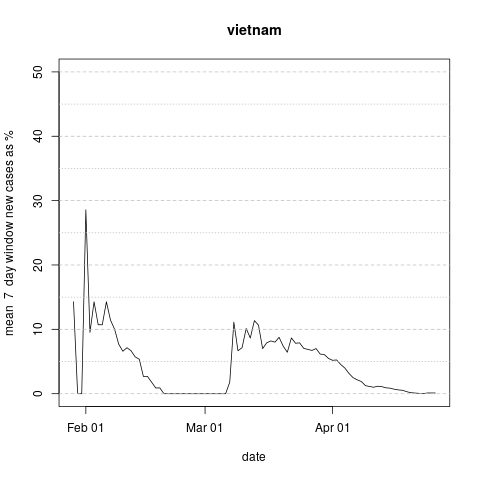 vietnam
mean 7 day window new cases as %
50
40
30
20
10
0
Feb 01
Mar 01
Apr 01
date